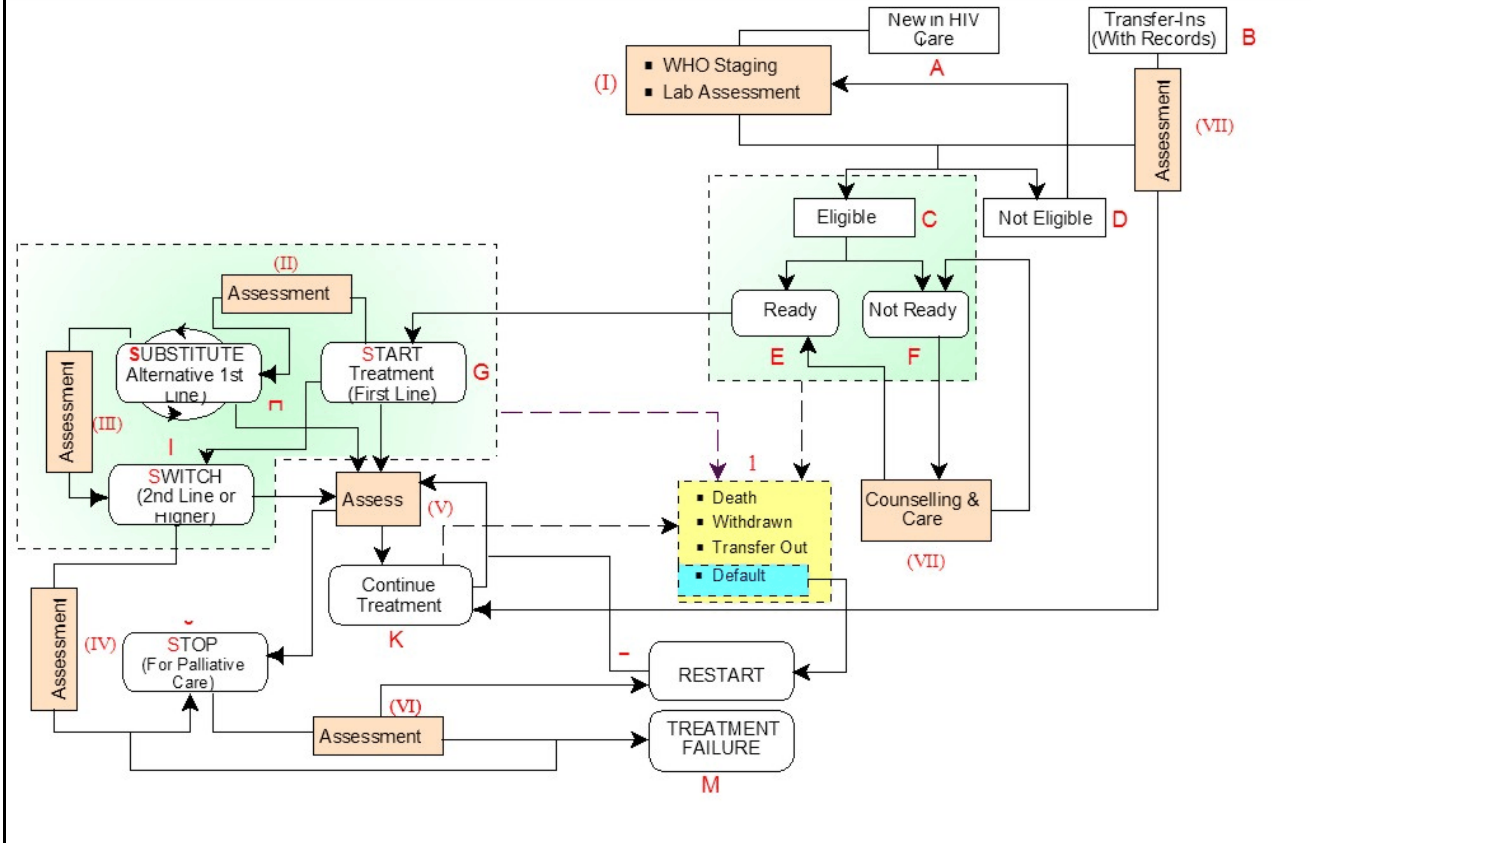 New in HIV
Care
A
Transfer-Ins
(With Records)
B
(I)
▪ WHO Staging
▪ Lab Assessment
Assessment
(VII)
Eligible
C
Not Eligible
D
Ready
E
Not Ready
F
(II)
Assessment
SUBSTITUTE
Alternative 1st
Line)
START
Treatment
(First Line)
G
Assessment
(III)
I
SWITCH
(2nd Line or
Higher)
Assess
(V)
1
▪ Death
▪ Withdrawn
▪ Transfer Out
▪ Default
Counselling &
Care
(VII)
Continue
Treatment
K
Assessment
(IV)
STOP
(For Palliative
Care)
RESTART
(VI)
Assessment
TREATMENT
FAILURE
M